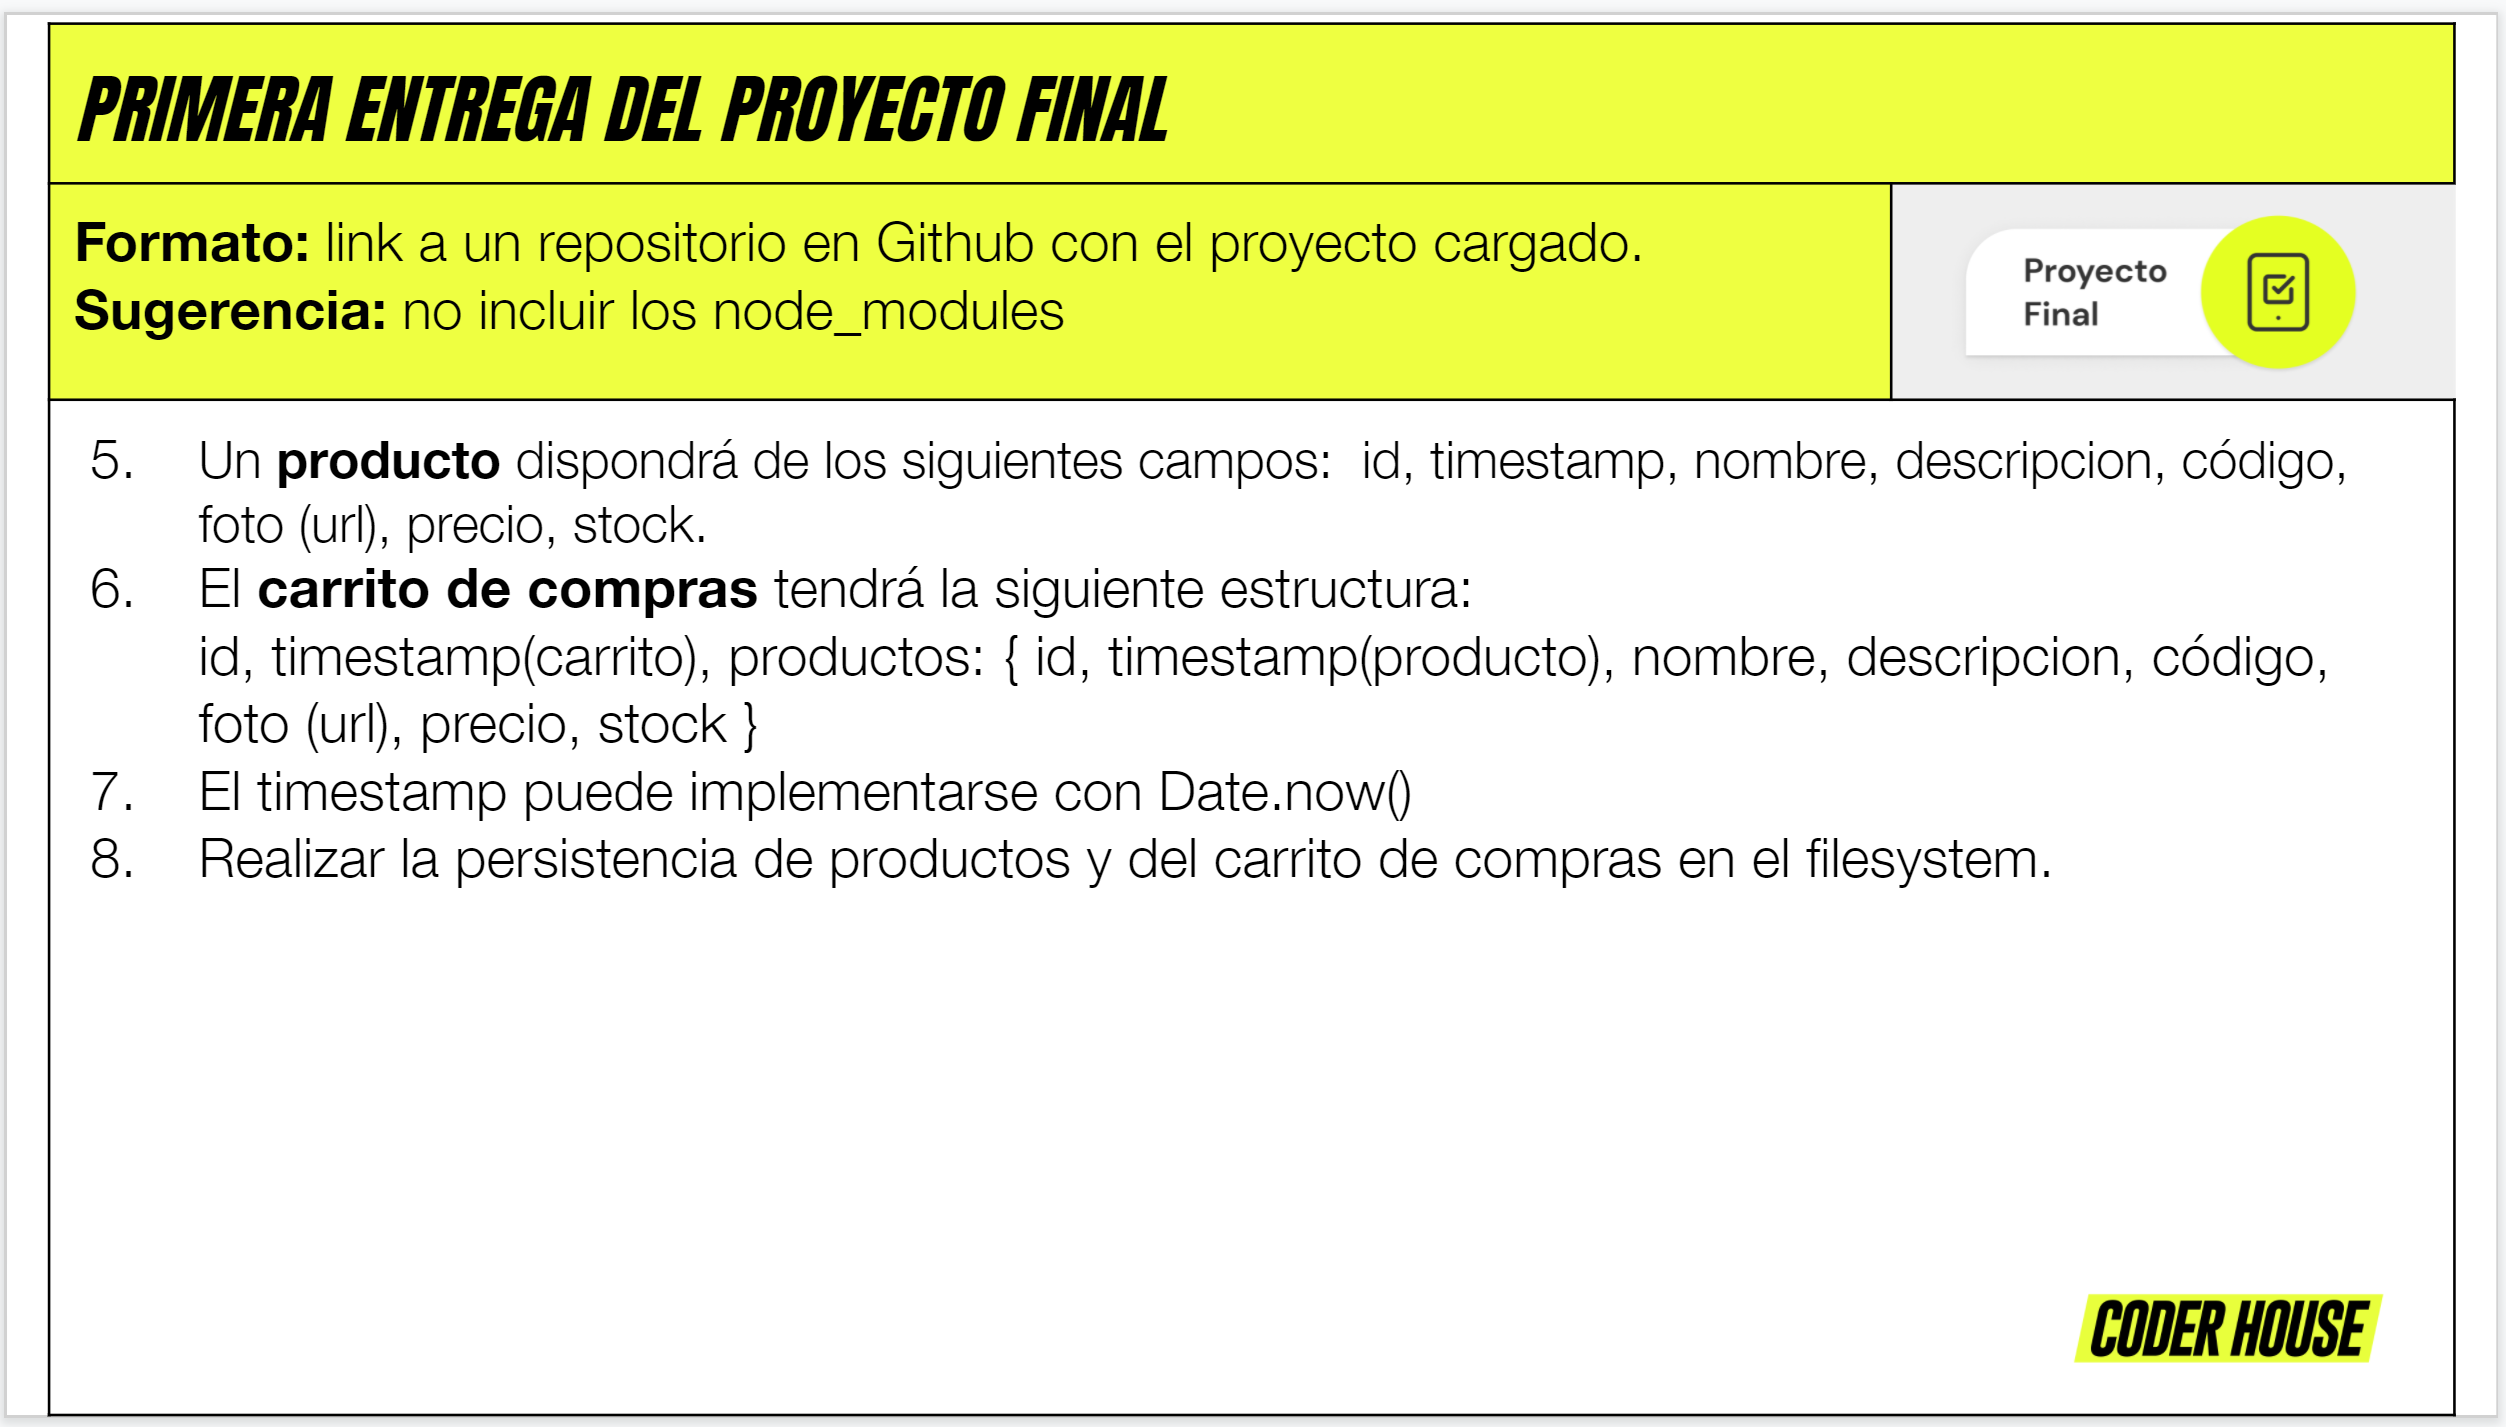 PRIMERA ENTREGA DEL PROYECTO FINAL
Formato: link a un repositorio en Github con el proyecto cargado.
Sugerencia: no incluir los node_modules
Proyecto
Final
5. Un producto dispondrá de los siguientes campos:  id, timestamp, nombre, descripcion, código,
foto (url), precio, stock.
6. El carrito de compras tendrá la siguiente estructura:
id, timestamp(carrito), productos: { id, timestamp(producto), nombre, descripcion, código,
foto (url), precio, stock }
7. El timestamp puede implementarse con Date.now()
8. Realizar la persistencia de productos y del carrito de compras en el filesystem.
CODER HOUSE